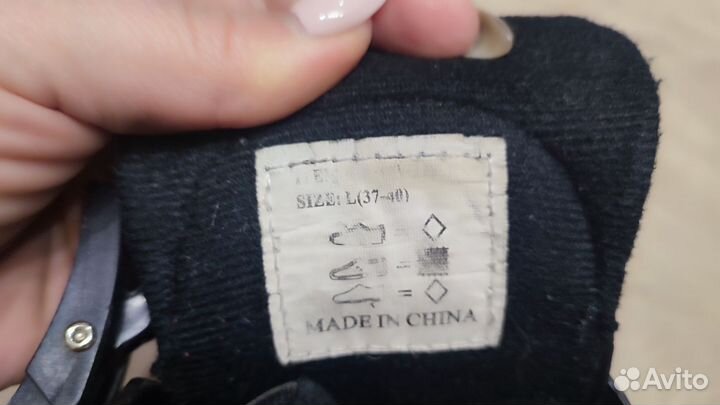 SIZE: L(37-40)
=
=
=
MADE IN CHINA
Avito